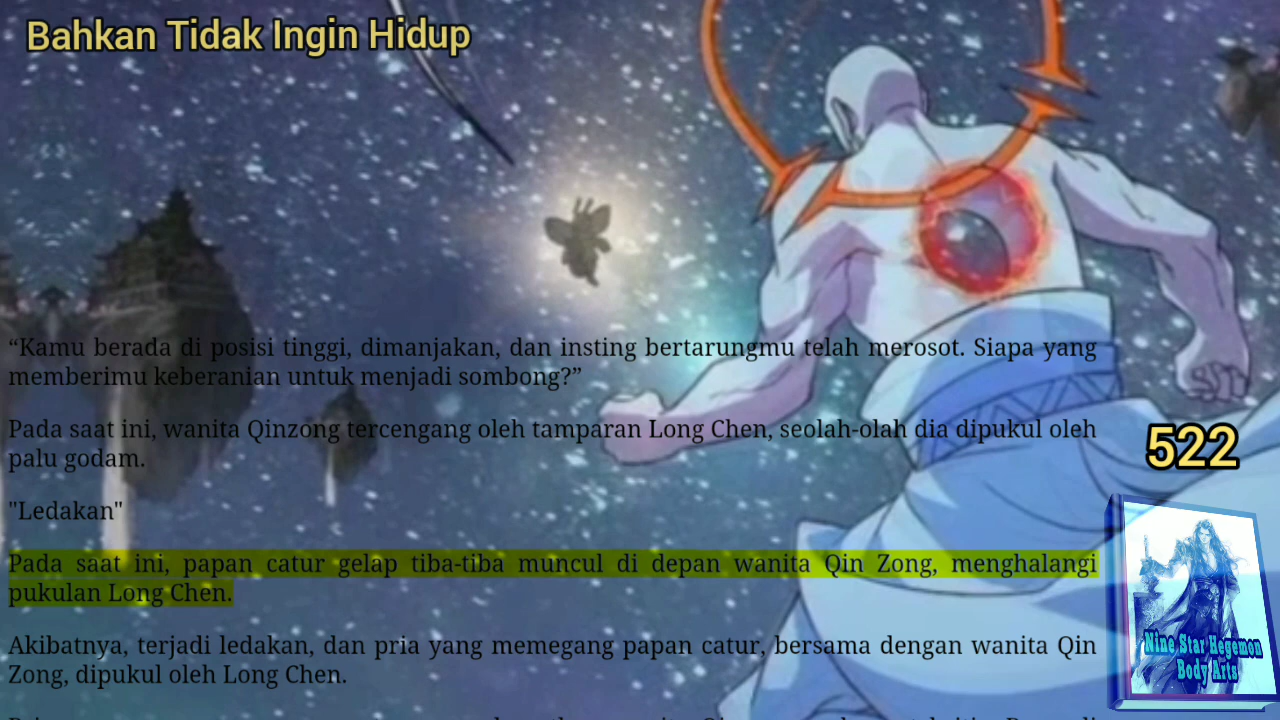 Bahkan Tidak Ingin Hidup
“Kamu berada di posisi tinggi, dimanjakan, dan insting bertarungmu telah merosot. Siapa yang
memberimu keberanian untuk menjadi sombong?”
Pada saat ini, wanita Qinzong tercengang oleh tamparan Long Chen, seolah-olah dia dipukul oleh
palu godam.
"Ledakan"
Pada saat ini, papan catur gelap tiba-tiba muncul di depan wanita Qin Zong, menghalangi
pukulan Long Chen.
Akibatnya, terjadi ledakan, dan pria yang memegang papan catur, bersama dengan wanita Qin
Zong, dipukul oleh Long Chen.
522
Nine Star Hegemon
Body Arts